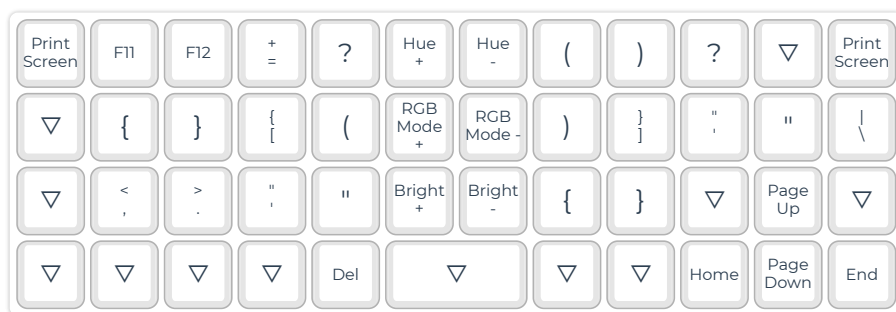 Print Screen F11 F12 + = ? Hue + Hue - ( ) ? ▽ Print Screen
▽ { } { [ ( RGB Mode + RGB Mode - ) } ] " ' " | \
▽ < , > . " ' " Bright + Bright - { } ▽ Page Up ▽
▽ ▽ ▽ ▽ Del ▽ ▽ ▽ Home Page Down End